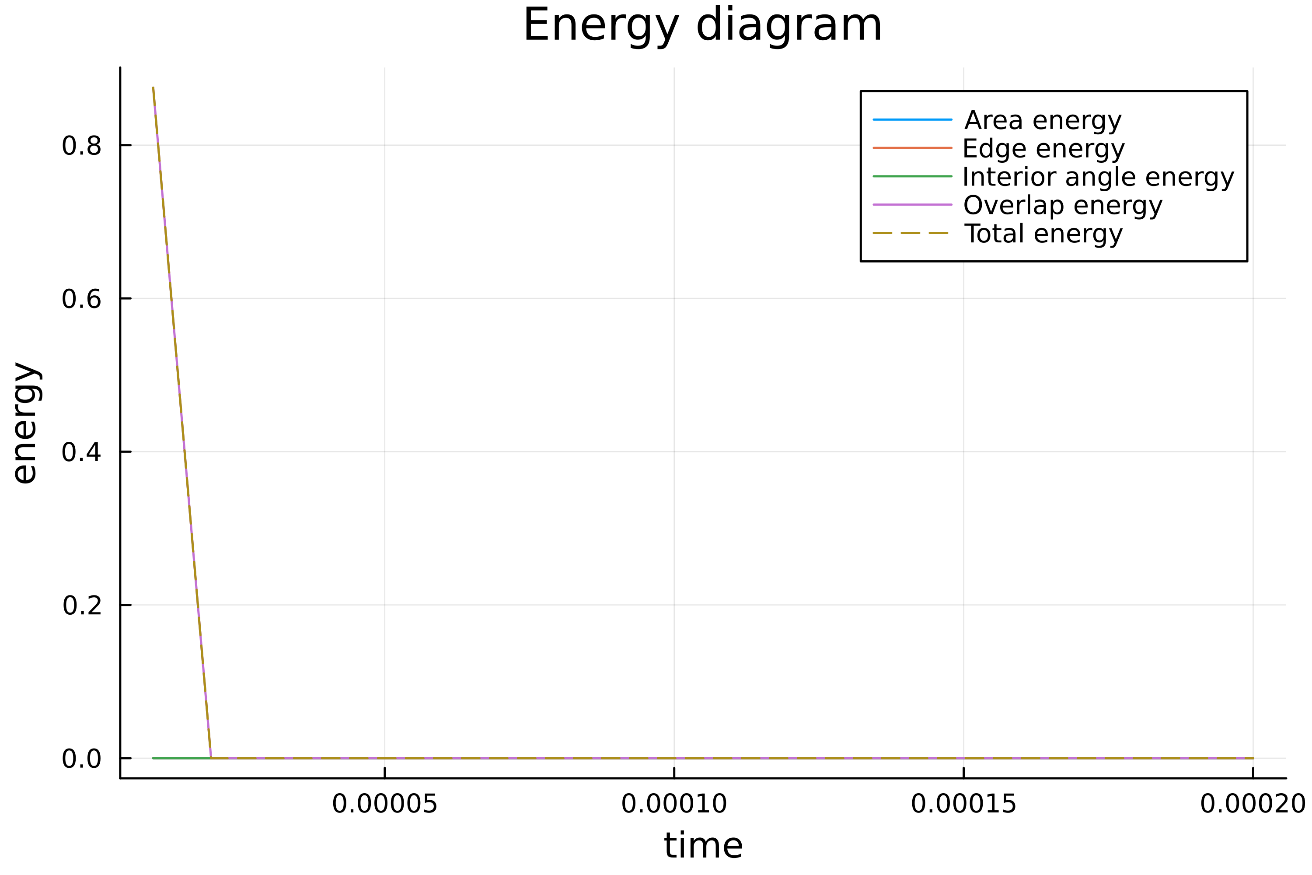 Energy diagram
energy
0.8
0.6
0.4
0.2
0.0
Area energy
Edge energy
Interior angle energy
Overlap energy
Total energy
0.00005
0.00010
0.00015
0.00020
time